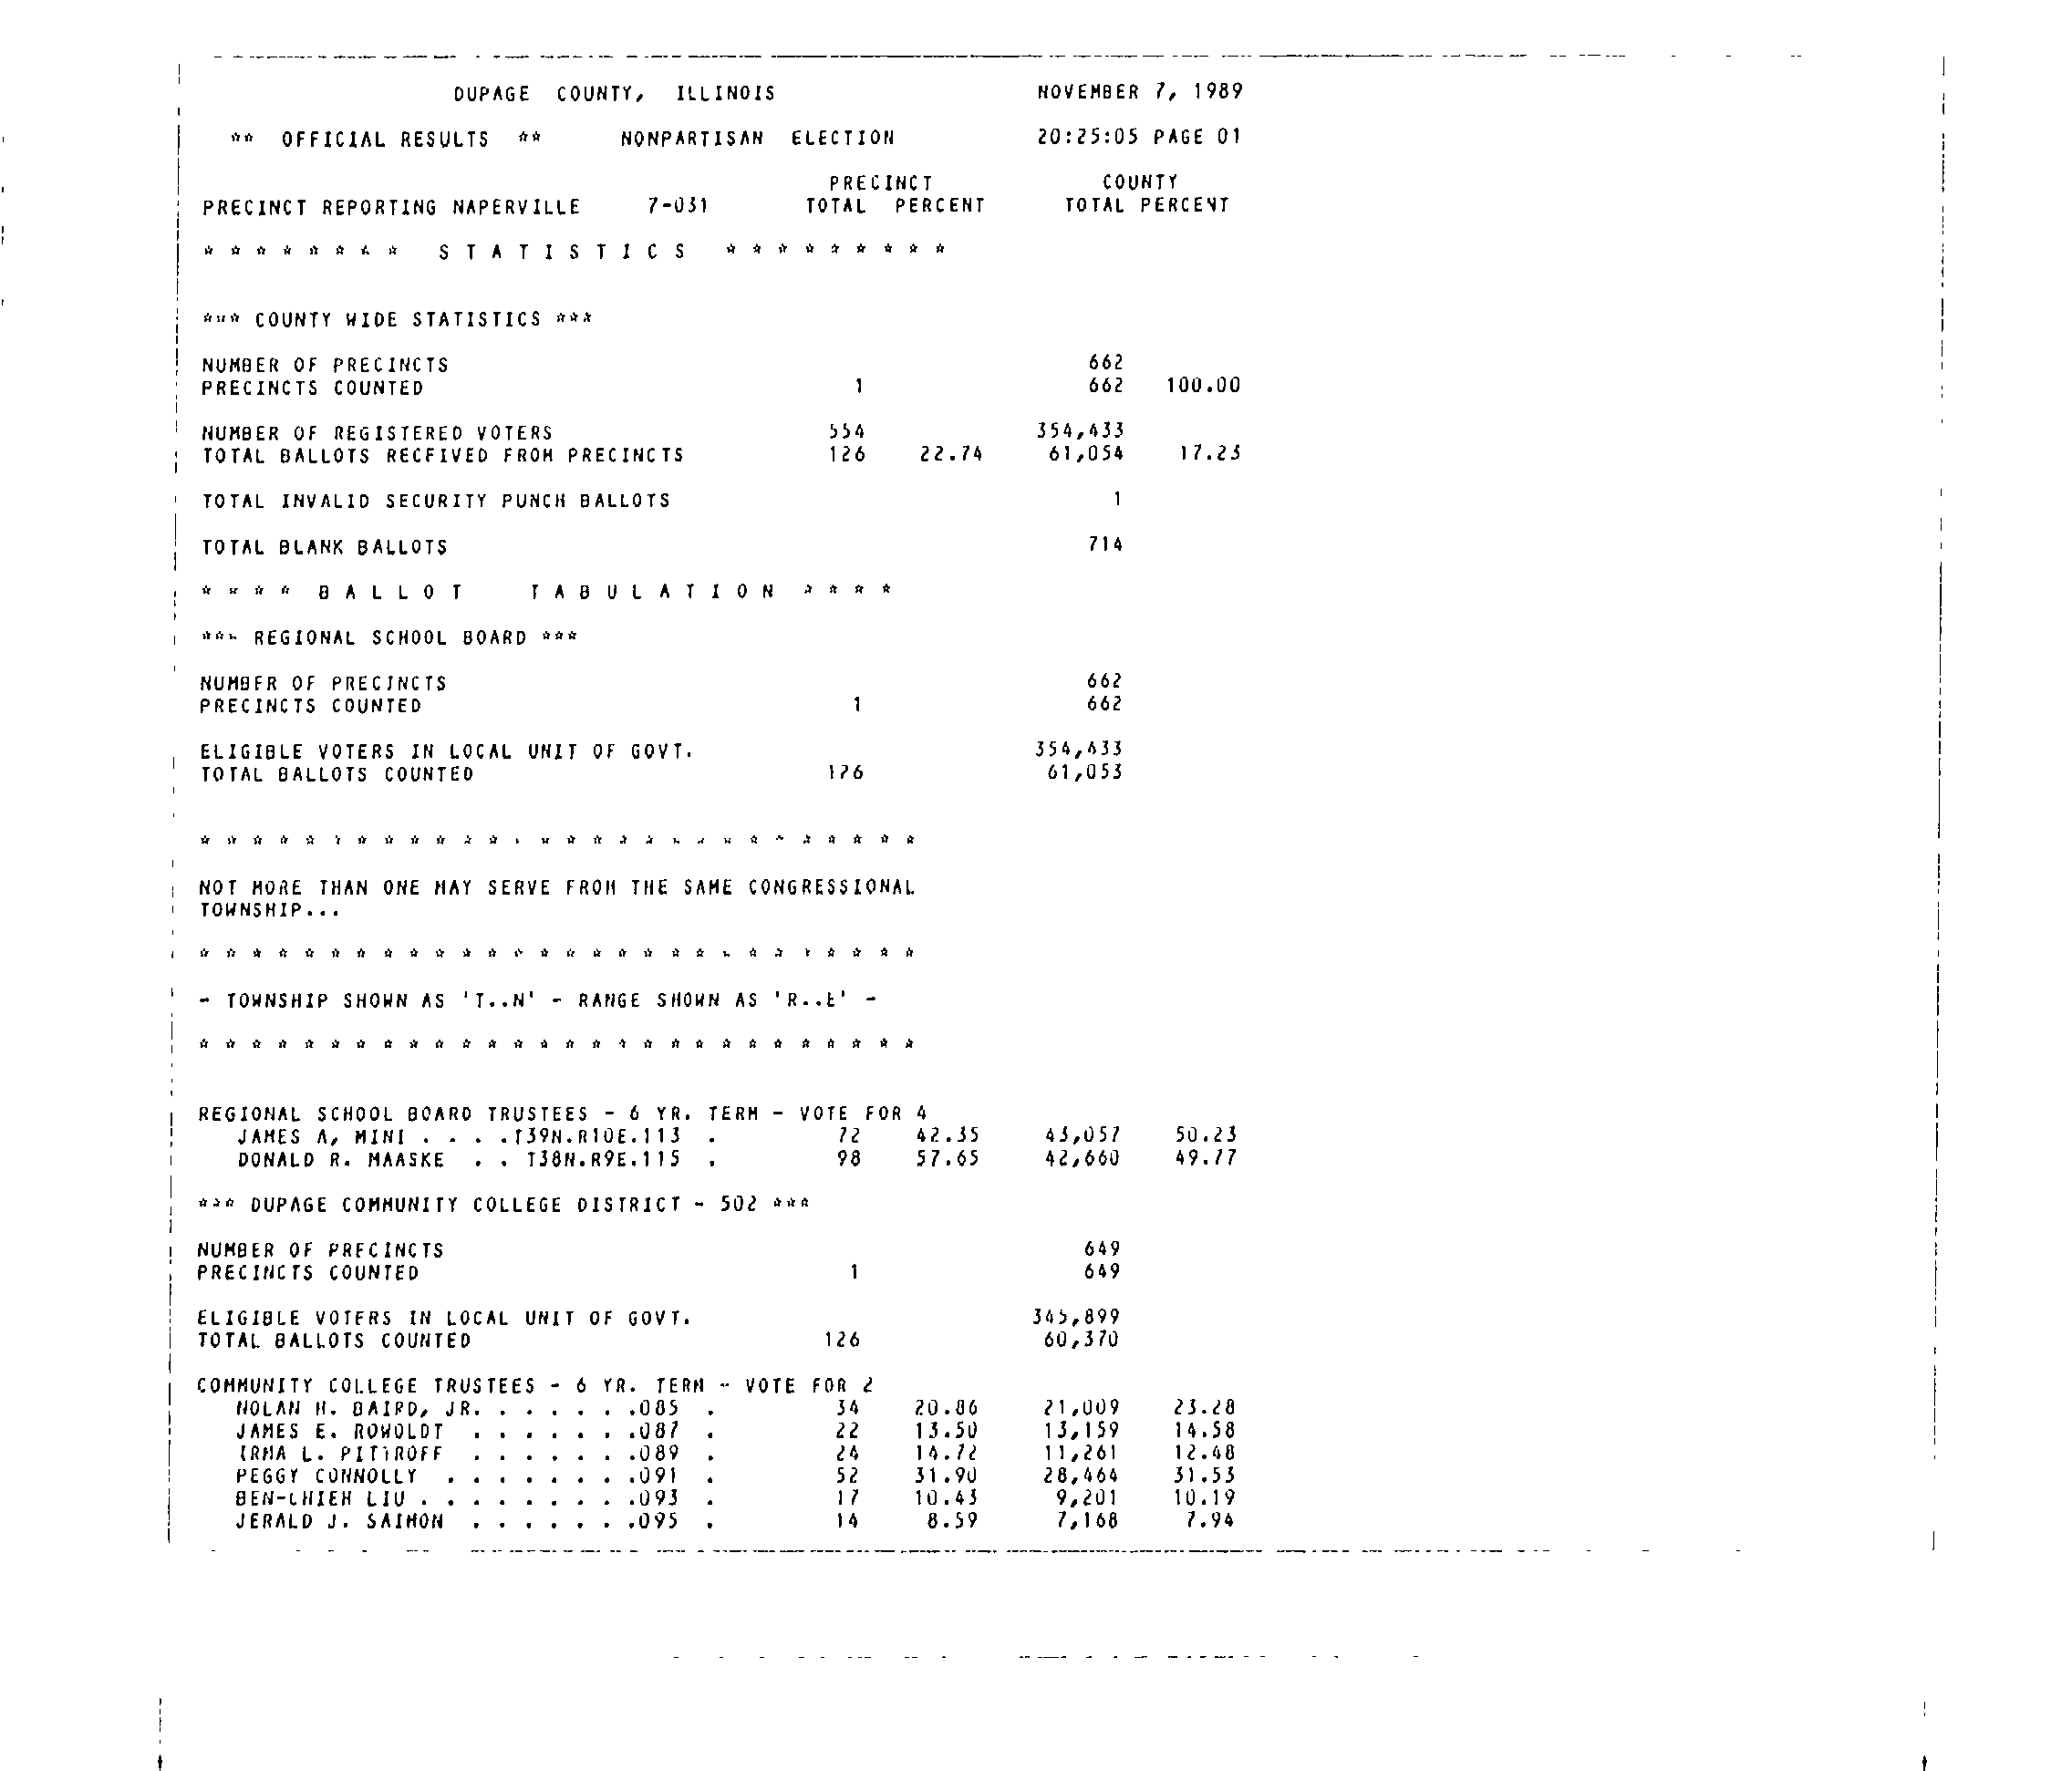 DUPAGE COUNTY, ILLINOIS NOVEMBER 7, 1989
** OFFICIAL RESULTS ** NONPARTISAN ELECTION 20:25:05 PAGE 01
PRECINCT COUNTY
PRECINCT REPORTING NAPERVILLE 7-031 TOTAL PERCENT TOTAL PERCENT
* * * * * * * * S T A T I S T I C S * * * * * * * * *
*** COUNTY WIDE STATISTICS ***
NUMBER OF PRECINCTS 662
PRECINCTS COUNTED 1 662 100.00
NUMBER OF REGISTERED VOTERS 554 354,433
TOTAL BALLOTS RECEIVED FROM PRECINCTS 126 22.74 61,054 17.23
TOTAL INVALID SECURITY PUNCH BALLOTS 1
TOTAL BLANK BALLOTS 714
* * * * B A L L O T T A B U L A T I O N * * * *
*** REGIONAL SCHOOL BOARD ***
NUMBER OF PRECINCTS 662
PRECINCTS COUNTED 1 662
ELIGIBLE VOTERS IN LOCAL UNIT OF GOVT. 354,433
TOTAL BALLOTS COUNTED 126 61,053
* * * * * * * * * * * * * * * * * * * * * * * * * * * *
NOT MORE THAN ONE MAY SERVE FROM THE SAME CONGRESSIONAL
TOWNSHIP...
* * * * * * * * * * * * * * * * * * * * * * * * * * * *
- TOWNSHIP SHOWN AS 'T..N' - RANGE SHOWN AS 'R..E' -
* * * * * * * * * * * * * * * * * * * * * * * * * * * *
REGIONAL SCHOOL BOARD TRUSTEES - 6 YR. TERM - VOTE FOR 4
JAMES A, MINI . . . .T39N.R10E.113 . 72 42.35 43,057 50.23
DONALD R. MAASKE . . T38N.R9E.115 . 98 57.65 42,660 49.77
*** DUPAGE COMMUNITY COLLEGE DISTRICT - 502 ***
NUMBER OF PRECINCTS 649
PRECINCTS COUNTED 1 649
ELIGIBLE VOTERS IN LOCAL UNIT OF GOVT. 345,899
TOTAL BALLOTS COUNTED 126 60,370
COMMUNITY COLLEGE TRUSTEES - 6 YR. TERM - VOTE FOR 2
NOLAN H. BAIRD, JR. . . . . . .085 . 34 20.86 21,009 23.28
JAMES E. ROWOLDT . . . . . . .087 . 22 13.50 13,159 14.58
IRMA L. PITIROFF . . . . . . .089 . 24 14.72 11,261 12.48
PEGGY CONNOLLY . . . . . . . .091 . 52 31.90 28,464 31.53
BEN-CHIEH LIU . . . . . . . . .093 . 17 10.43 9,201 10.19
JERALD J. SAIMON . . . . . . .095 . 14 8.59 7,168 7.94